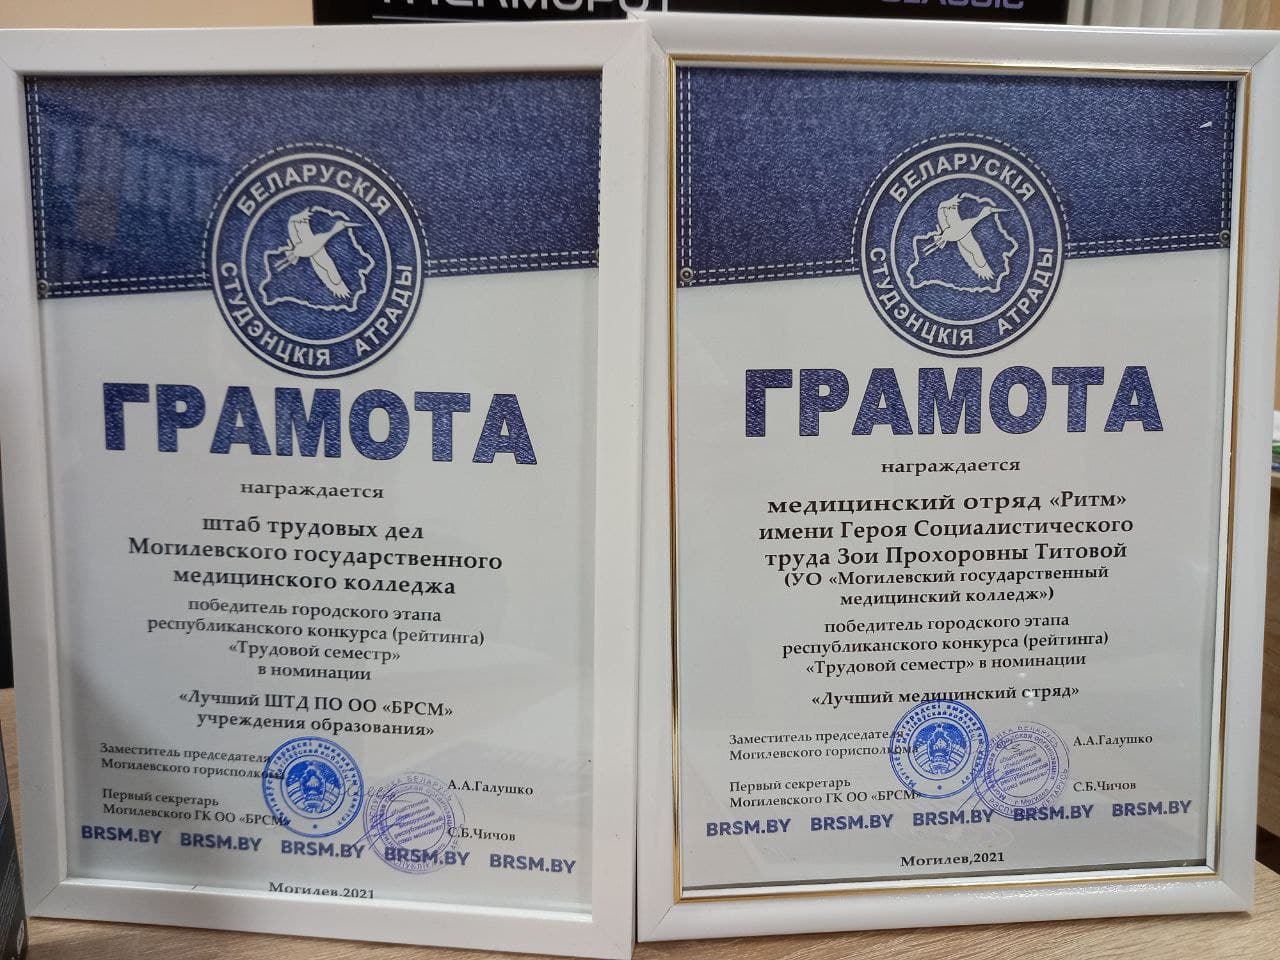 THERMOPOT
CLASSIC
БЕЛАРУСКІЯ
СТУДЭНЦКІЯ АТРАДЫ
ГРАМОТА
награждается
штаб трудовых дел
Могилевского государственного
медицинского колледжа
победитель городского этапа
республиканского конкурса (рейтинга)
«Трудовой семестр»
в номинации
«Лучший ШТД ПО ОО «БРСМ»
учреждения образования»
Заместитель председателя
Могилевского горисполкома
А.А.Галушко
Первый секретарь
Могилевского ГК ОО «БРСМ»
С.Б.Чичов
BRSM.BY BRSM.BY BRSM.BY BRSM.BY BRSM.BY
Могилев,2021
БЕЛАРУСКІЯ
СТУДЭНЦКІЯ АТРАДЫ
ГРАМОТА
награждается
медицинский отряд «Ритм»
имени Героя Социалистического
труда Зои Прохоровны Титовой
(УО «Могилевский государственный
медицинский колледж»)
победитель городского этапа
республиканского конкурса (рейтинга)
«Трудовой семестр» в номинации
«Лучший медицинский отряд»
Заместитель председателя
Могилевского горисполкома
А.А.Галушко
Первый секретарь
Могилевского ГК ОО «БРСМ»
С.Б.Чичов
BRSM.BY BRSM.BY BRSM.BY BRSM.BY BRSM.BY
Могилев,2021